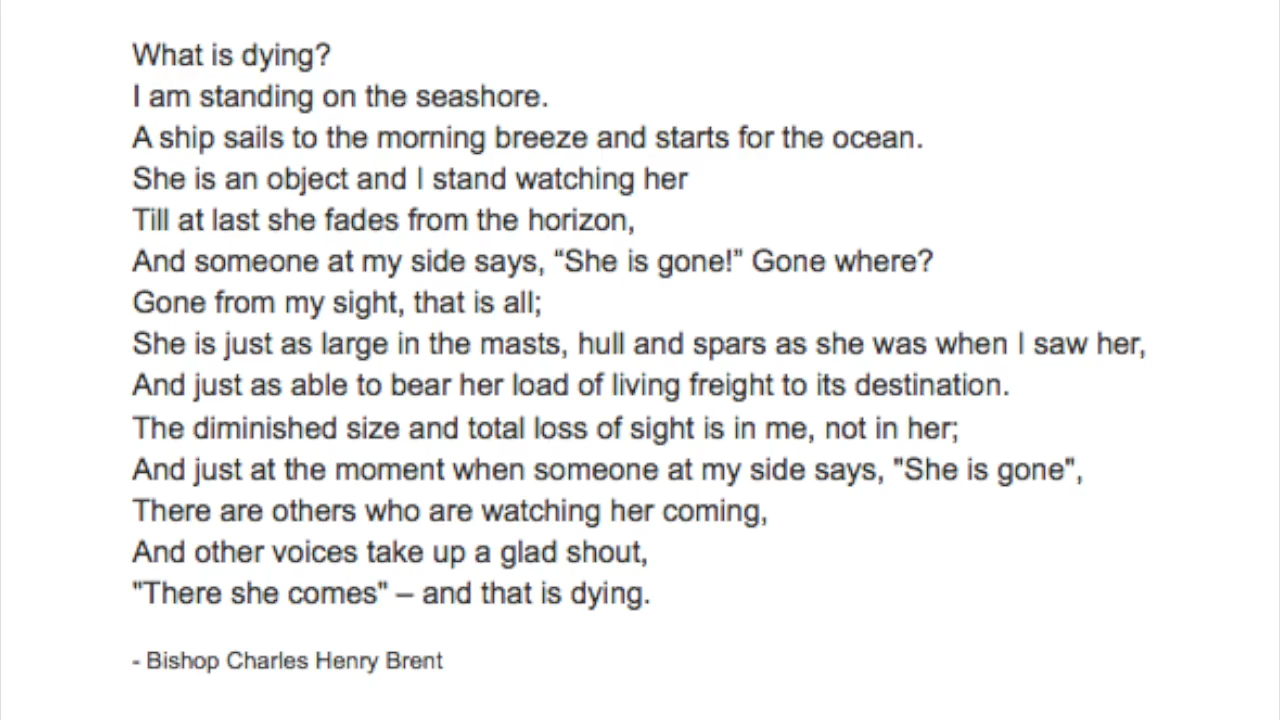 What is dying?
I am standing on the seashore.
A ship sails to the morning breeze and starts for the ocean.
She is an object and I stand watching her
Till at last she fades from the horizon,
And someone at my side says, “She is gone!” Gone where?
Gone from my sight, that is all;
She is just as large in the masts, hull and spars as she was when I saw her,
And just as able to bear her load of living freight to its destination.
The diminished size and total loss of sight is in me, not in her;
And just at the moment when someone at my side says, "She is gone",
There are others who are watching her coming,
And other voices take up a glad shout,
"There she comes" – and that is dying.
- Bishop Charles Henry Brent